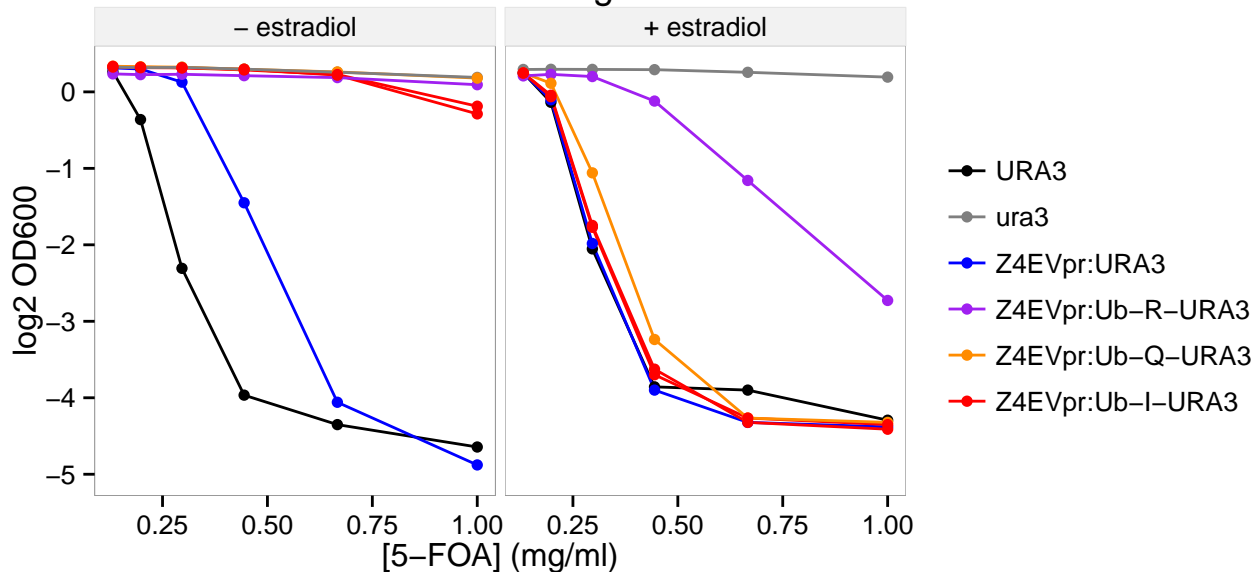 − estradiol
+ estradiol
log2 OD600
0
−1
−2
−3
−4
−5
0.25 0.50 0.75 1.00
0.25 0.50 0.75 1.00
[5−FOA] (mg/ml)
URA3
ura3
Z4EVpr:URA3
Z4EVpr:Ub−R−URA3
Z4EVpr:Ub−Q−URA3
Z4EVpr:Ub−I−URA3